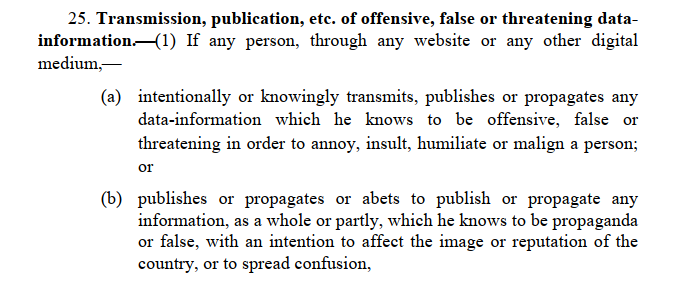 25. Transmission, publication, etc. of offensive, false or threatening data-
information.—(1) If any person, through any website or any other digital
medium,—
(a) intentionally or knowingly transmits, publishes or propagates any
data-information which he knows to be offensive, false or
threatening in order to annoy, insult, humiliate or malign a person;
or
(b) publishes or propagates or abets to publish or propagate any
information, as a whole or partly, which he knows to be propaganda
or false, with an intention to affect the image or reputation of the
country, or to spread confusion,